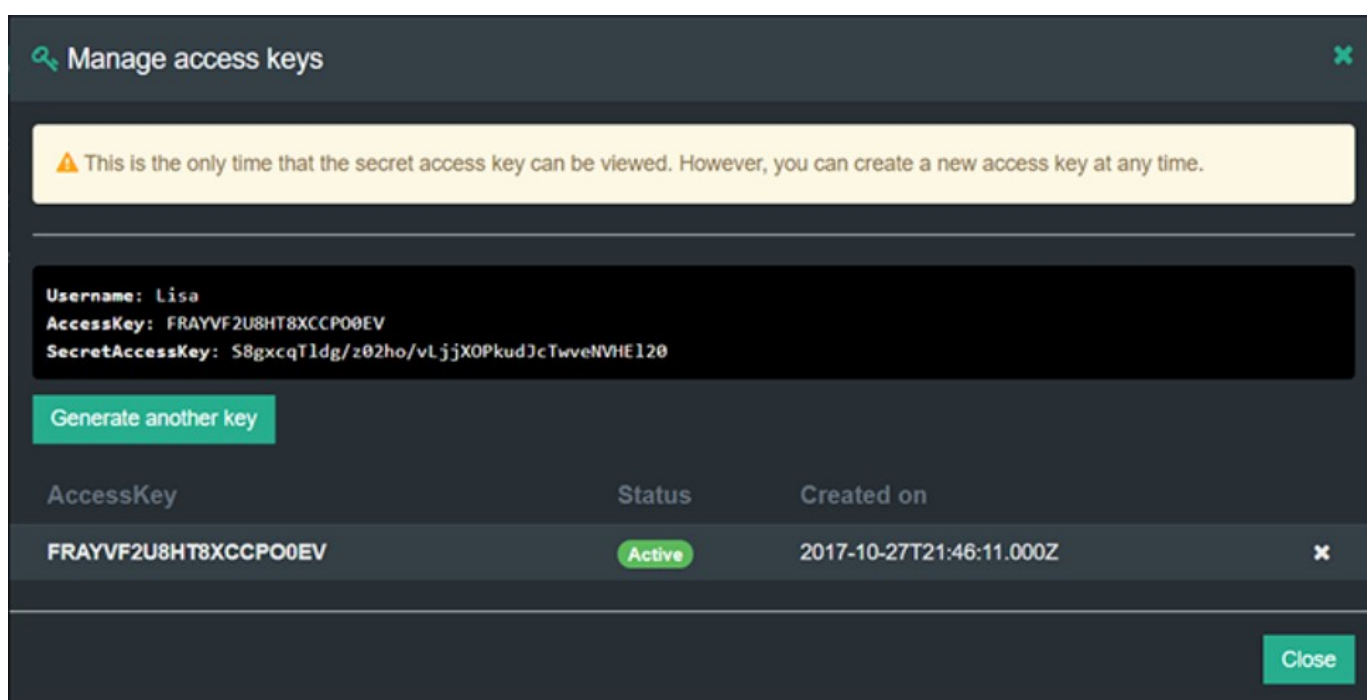 Manage access keys
This is the only time that the secret access key can be viewed. However, you can create a new access key at any time.
Username: Lisa
AccessKey: FRAYVF2U8HT8XCCPO0EV
SecretAccessKey: S8gxcqTldg/z02ho/vLjjXOPkudJcTwveNVHEl20
Generate another key
AccessKey Status Created on
FRAYVF2U8HT8XCCPO0EV Active 2017-10-27T21:46:11.000Z
Close